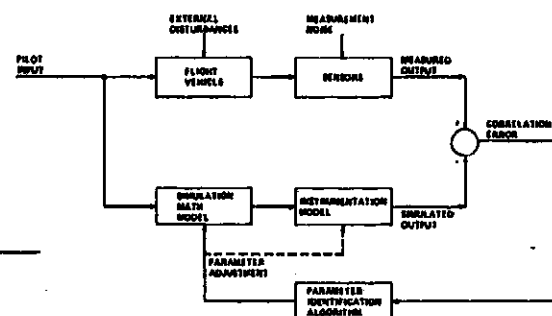 EXTERNAL
DISTURBANCES
MEASUREMENT
NOISE
PILOT
INPUT
FLIGHT
VEHICLE
SENSORS
MEASURED
OUTPUT
CORRELATION
ERROR
SIMULATION
MATH
MODEL
INSTRUMENTATION
MODEL
SIMULATED
OUTPUT
PARAMETER
ADJUSTMENT
PARAMETER
IDENTIFICATION
ALGORITHM